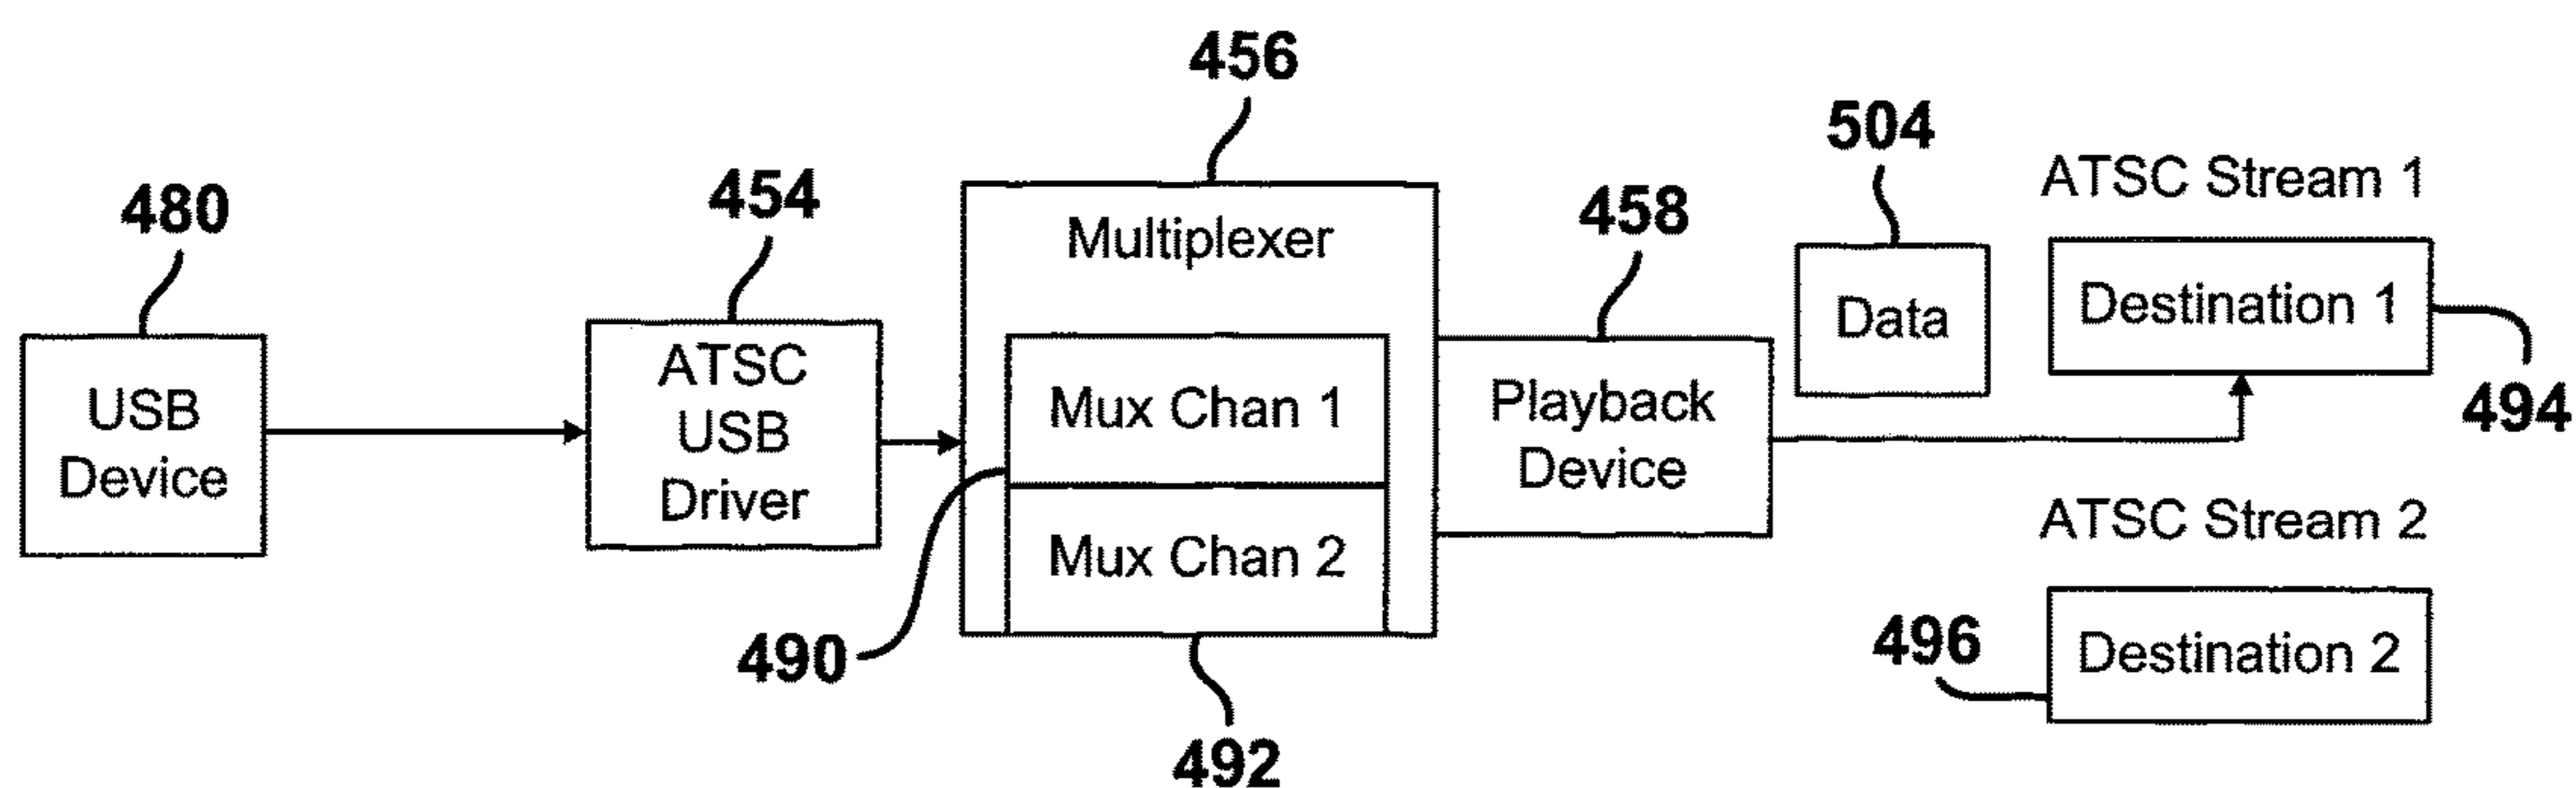 456
504
ATSC Stream 1
454
458
480
Multiplexer
Data
Destination 1
USB
Device
ATSC
USB
Driver
Mux Chan 1
Playback
Device
494
Mux Chan 2
ATSC Stream 2
490
496
Destination 2
492